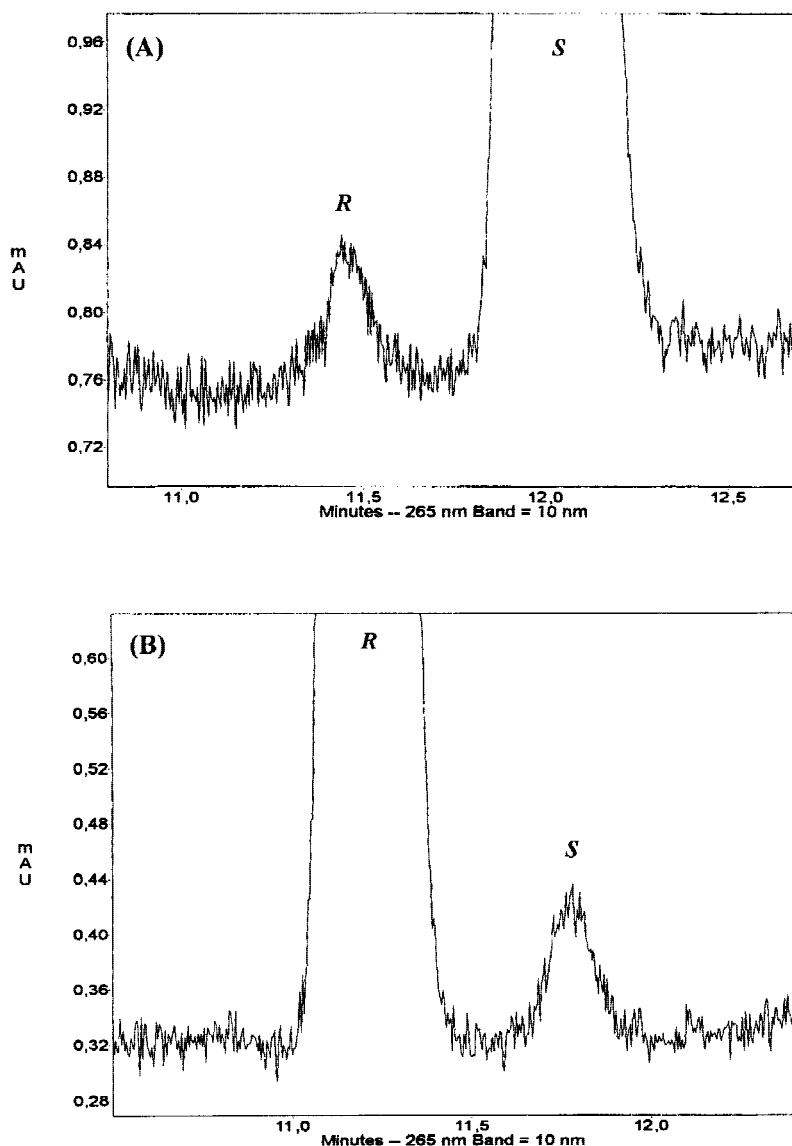 (A)
S
R
0,96
0,92
0,88
0,84
0,80
0,76
0,72
mAU
11,0 11,5 12,0 12,5
Minutes -- 265 nm Band = 10 nm
(B)
R
S
0,60
0,56
0,52
0,48
0,44
0,40
0,36
0,32
0,28
mAU
11,0 11,5 12,0
Minutes -- 265 nm Band = 10 nm